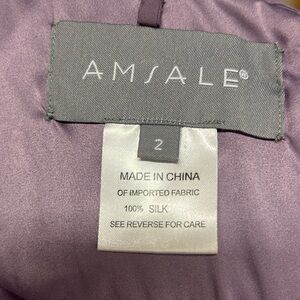 AMSALE®
2
MADE IN CHINA
OF IMPORTED FABRIC
100% SILK
SEE REVERSE FOR CARE